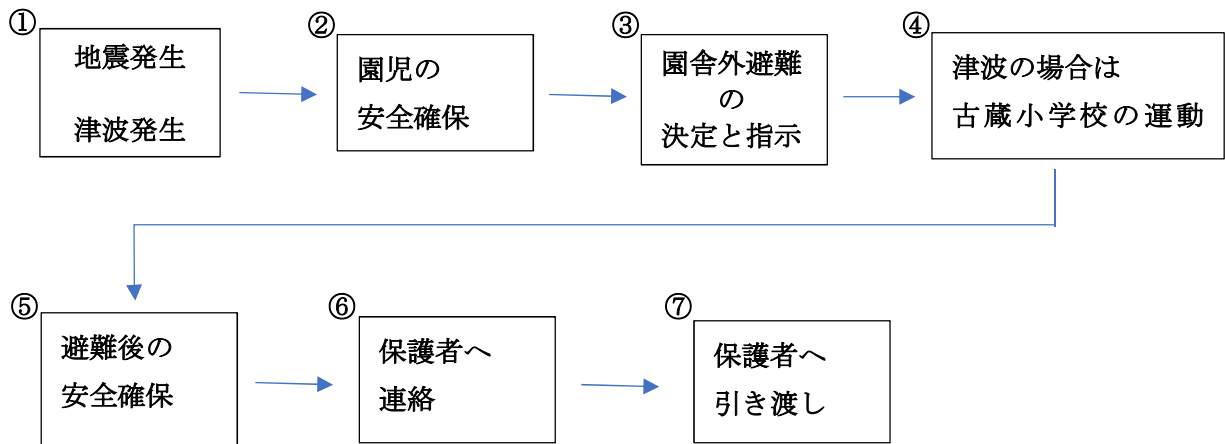 ①
地震発生
津波発生
②
園児の
安全確保
③
園舎外避難
の
決定と指示
④
津波の場合は
古蔵小学校の運動
⑤
避難後の
安全確保
⑥
保護者へ
連絡
⑦
保護者へ
引き渡し